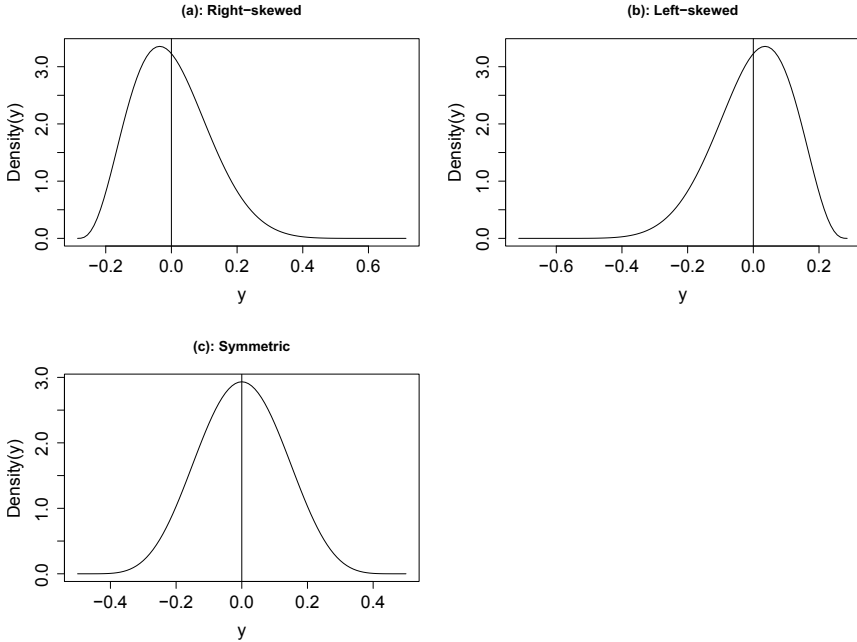 (a): Right−skewed
Density(y)
3.0
2.0
1.0
0.0
−0.2 0.0 0.2 0.4 0.6
y
(b): Left−skewed
Density(y)
3.0
2.0
1.0
0.0
−0.6 −0.4 −0.2 0.0 0.2
y
(c): Symmetric
Density(y)
3.0
2.0
1.0
0.0
−0.4 −0.2 0.0 0.2 0.4
y